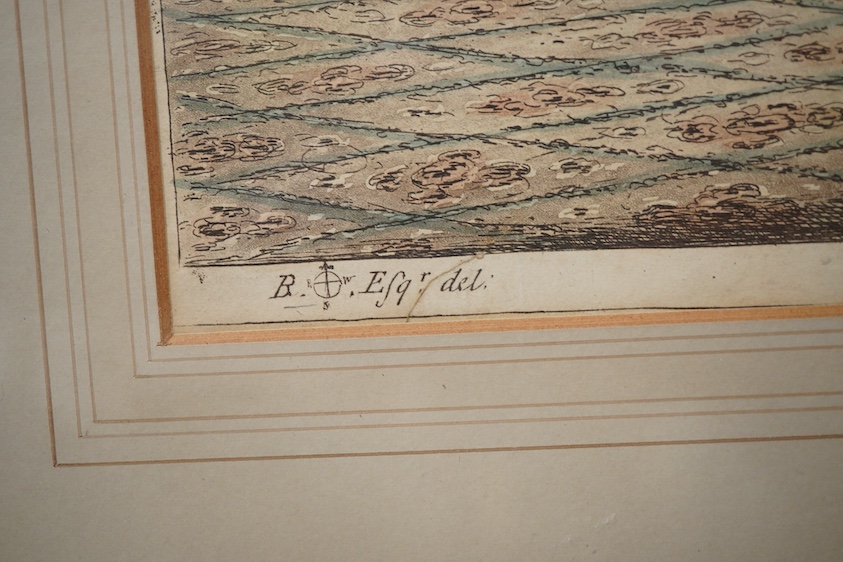 B. E W S . Eſqʳ. del: